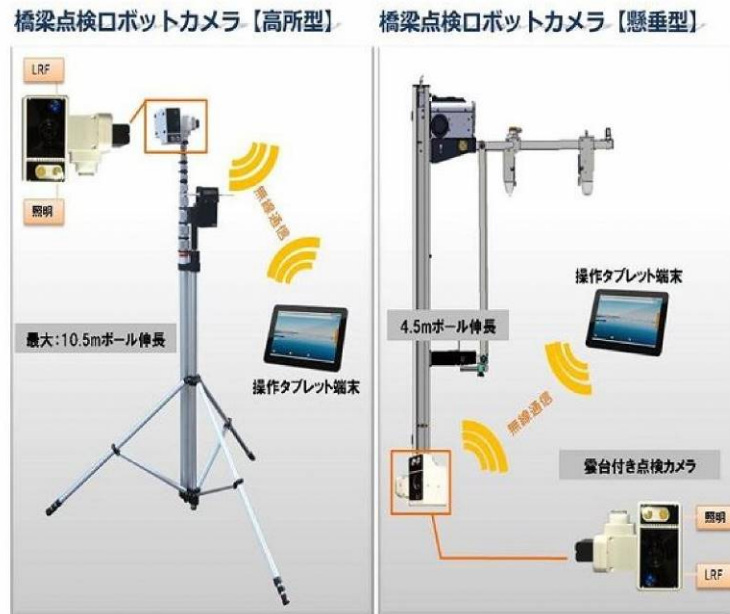 橋梁点検ロボットカメラ【高所型】
LRF
照明
無線通信
最大:10.5mポール伸長
操作タブレット端末
橋梁点検ロボットカメラ【懸垂型】
操作タブレット端末
4.5mポール伸長
無線通信
雲台付き点検カメラ
照明
LRF